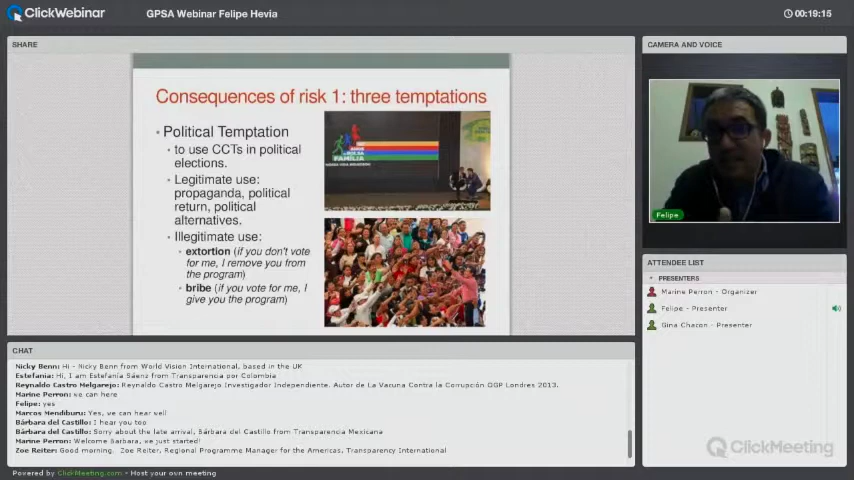 ClickWebinar
GPSA Webinar Felipe Hevia
00:19:15
SHARE
Consequences of risk 1: three temptations
• Political Temptation
• to use CCTs in political
elections.
• Legitimate use:
propaganda, political
return, political
alternatives.
• Illegitimate use:
• extortion (if you don't vote
for me, I remove you from
the program)
• bribe (if you vote for me, I
give you the program)
FAMÍLIA
CAMERA AND VOICE
Felipe
ATTENDEE LIST
PRESENTERS
Marine Perron - Organizer
Felipe - Presenter
Gina Chacon - Presenter
CHAT
Nicky Benn: Hi - Nicky Benn from World Vision International, based in the UK
Estefania: Hi, I am Estefanía Sáenz from Transparencia por Colombia
Reynaldo Castro Melgarejo: Reynaldo Castro Melgarejo Investigador Independiente. Autor de La Vacuna Contra la Corrupción GGP Londres 2013.
Marine Perron: we can here
Felipe: yes
Marcos Mendiburu: Yes, we can hear well
Bárbara del Castillo: I hear you too
Bárbara del Castillo: Sorry about the late arrival, Bárbara del Castillo from Transparencia Mexicana
Marine Perron: Welcome Barbara, we just started!
Zoe Reiter: Good morning. Zoe Reiter, Regional Programme Manager for the Americas, Transparency International
ClickMeeting
Powered by ClickMeeting.com • Host your own meeting